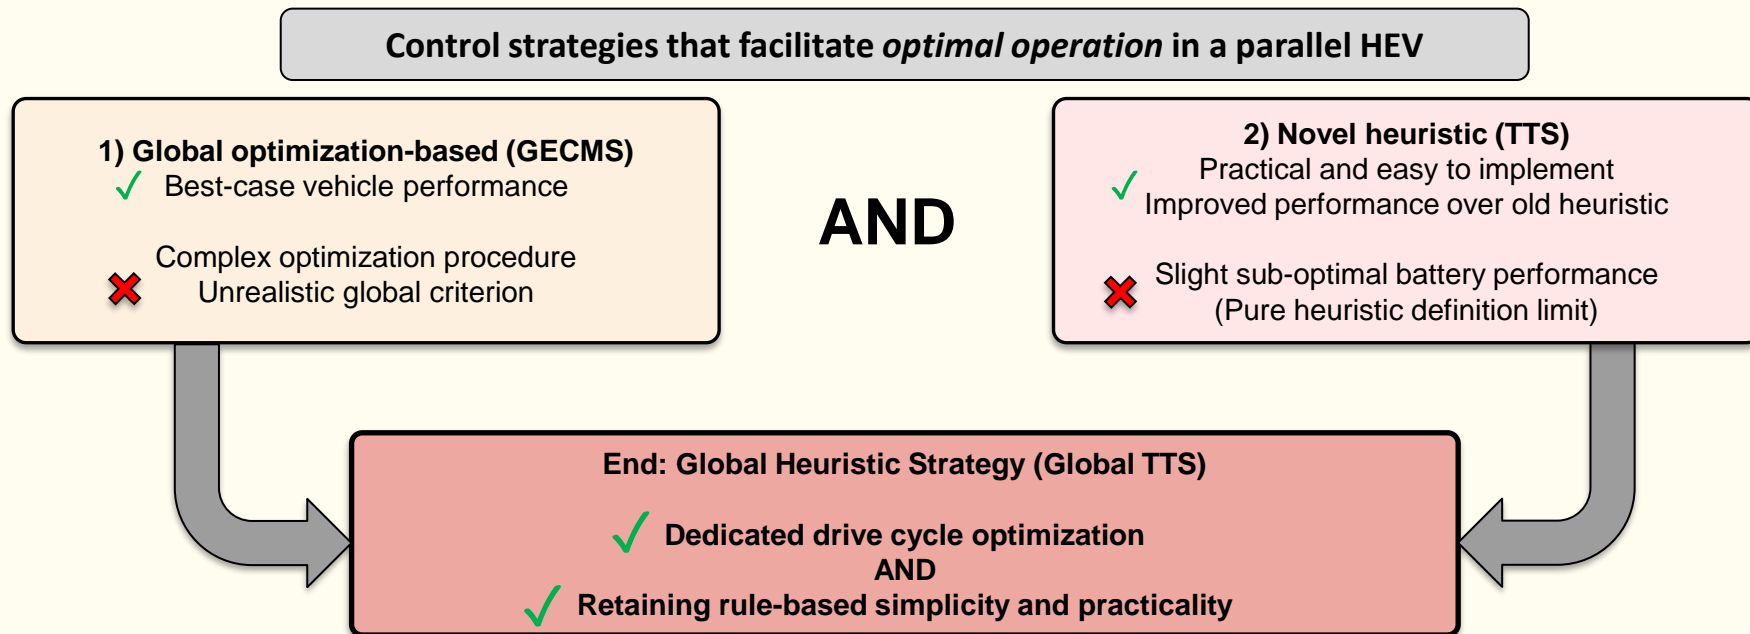 Control strategies that facilitate optimal operation in a parallel HEV
1) Global optimization-based (GECMS)
Best-case vehicle performance
Complex optimization procedure
Unrealistic global criterion
AND
2) Novel heuristic (TTS)
Practical and easy to implement
Improved performance over old heuristic
Slight sub-optimal battery performance
(Pure heuristic definition limit)
End: Global Heuristic Strategy (Global TTS)
Dedicated drive cycle optimization
AND
Retaining rule-based simplicity and practicality